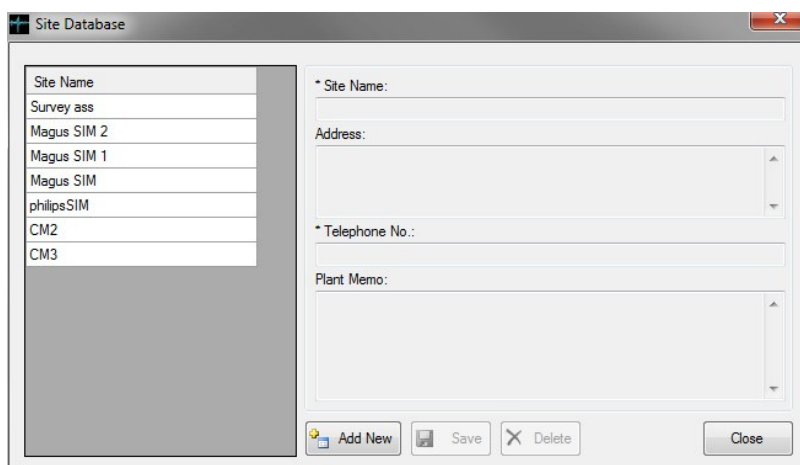 Site Database
Site Name
Survey ass
Magus SIM 2
Magus SIM 1
Magus SIM
philipsSIM
CM2
CM3
* Site Name:
Address:
* Telephone No.:
Plant Memo:
Add New
Save
Delete
Close